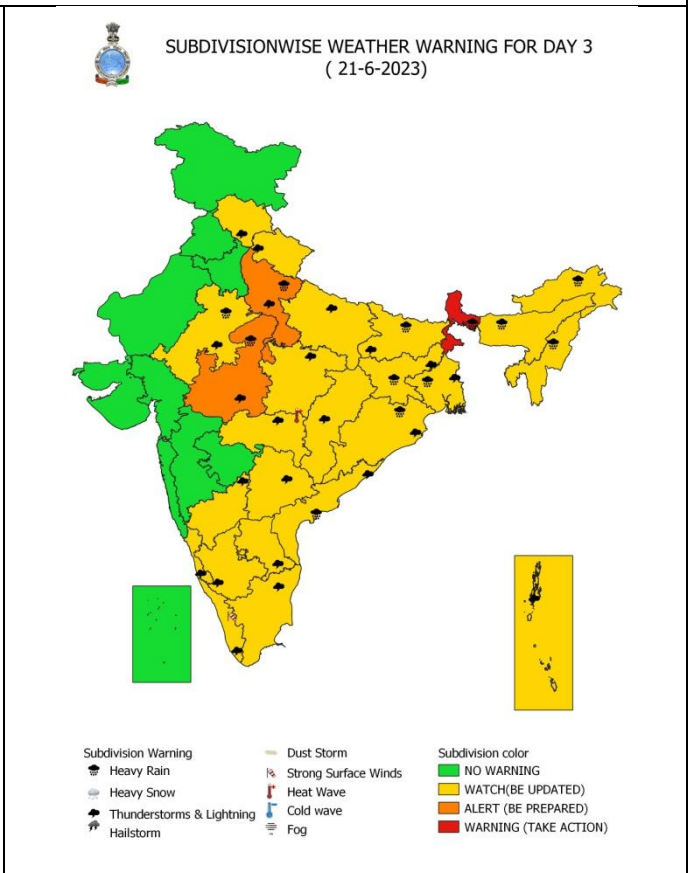 SUBDIVISIONWISE WEATHER WARNING FOR DAY 3
( 21-6-2023)
Subdivision Warning
Heavy Rain
Heavy Snow
Thunderstorms & Lightning
Hailstorm
Dust Storm
Strong Surface Winds
Heat Wave
Cold wave
Fog
Subdivision color
NO WARNING
WATCH(BE UPDATED)
ALERT (BE PREPARED)
WARNING (TAKE ACTION)